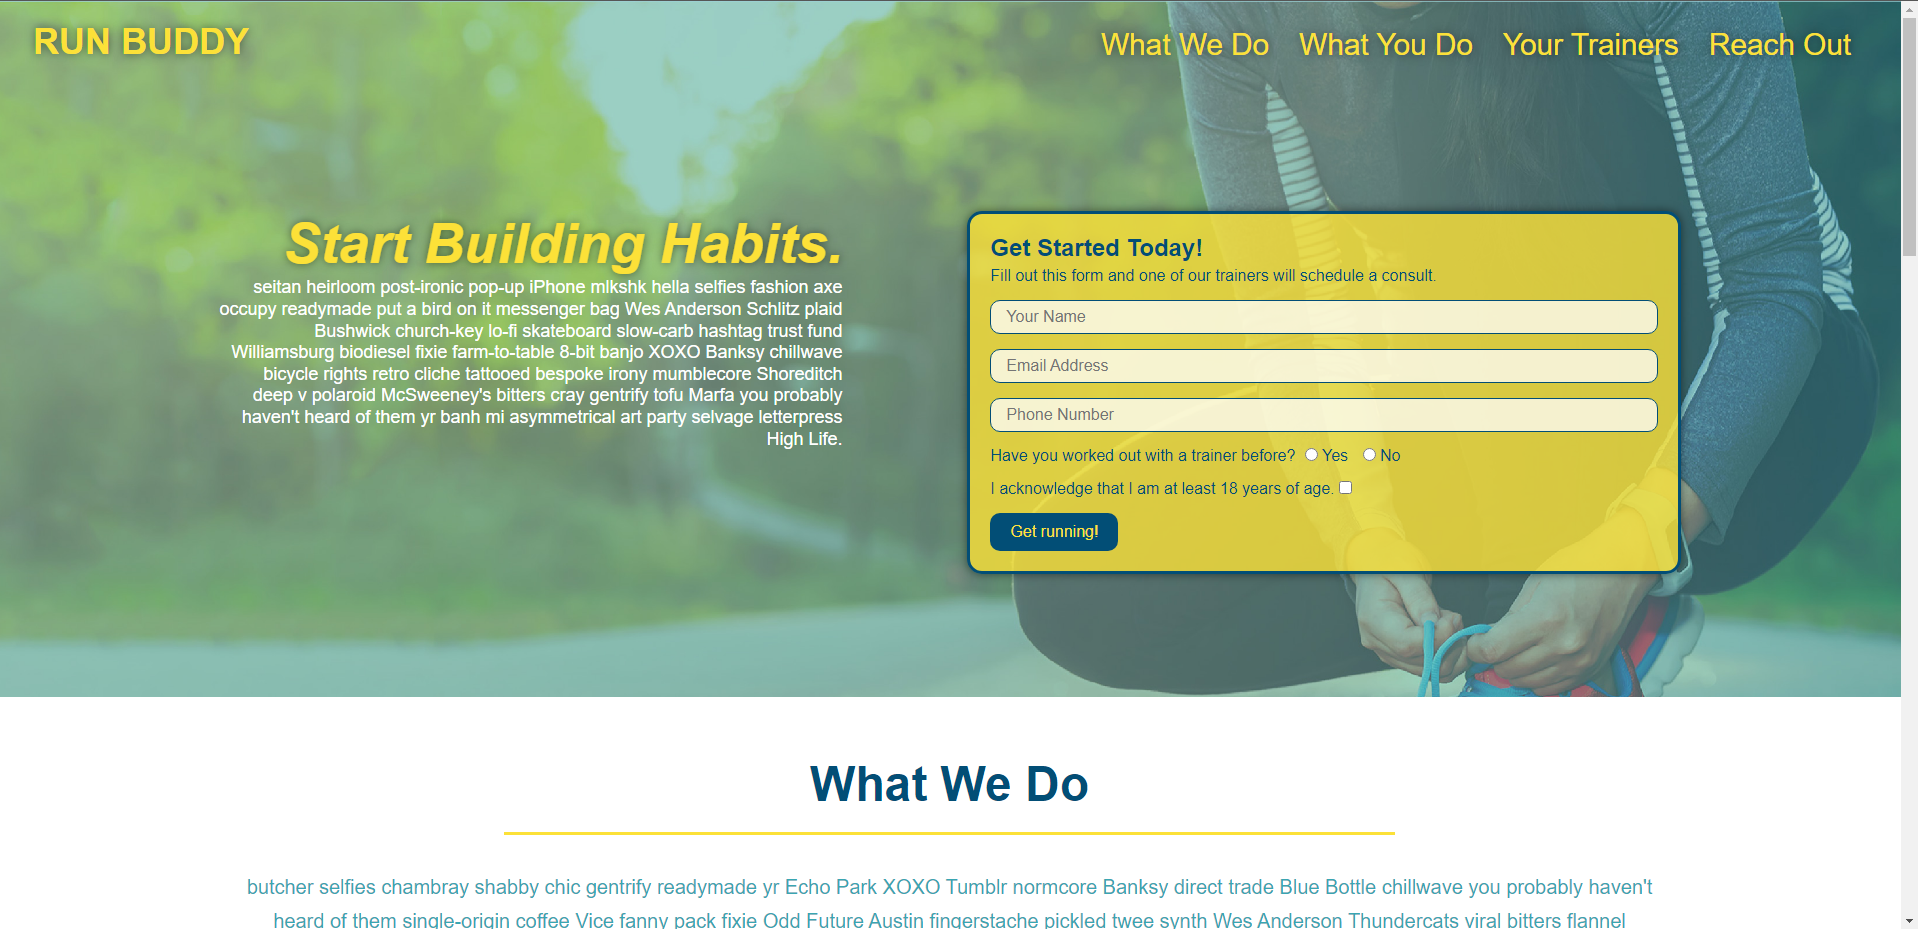 RUN BUDDY
What We Do What You Do Your Trainers Reach Out
Start Building Habits.
seitan heirloom post-ironic pop-up iPhone mlkshk hella selfies fashion axe
occupy readymade put a bird on it messenger bag Wes Anderson Schlitz plaid
Bushwick church-key lo-fi skateboard slow-carb hashtag trust fund
Williamsburg biodiesel fixie farm-to-table 8-bit banjo XOXO Banksy chillwave
bicycle rights retro cliche tattooed bespoke irony mumblecore Shoreditch
deep v polaroid McSweeney's bitters cray gentrify tofu Marfa you probably
haven't heard of them yr banh mi asymmetrical art party selvage letterpress
High Life.
Get Started Today!
Fill out this form and one of our trainers will schedule a consult.
Your Name
Email Address
Phone Number
Have you worked out with a trainer before? Yes No
I acknowledge that I am at least 18 years of age.
Get running!
What We Do
butcher selfies chambray shabby chic gentrify readymade yr Echo Park XOXO Tumblr normcore Banksy direct trade Blue Bottle chillwave you probably haven't
heard of them single-origin coffee Vice fanny pack fixie Odd Future Austin fingerstache pickled twee synth Wes Anderson Thundercats viral bitters flannel